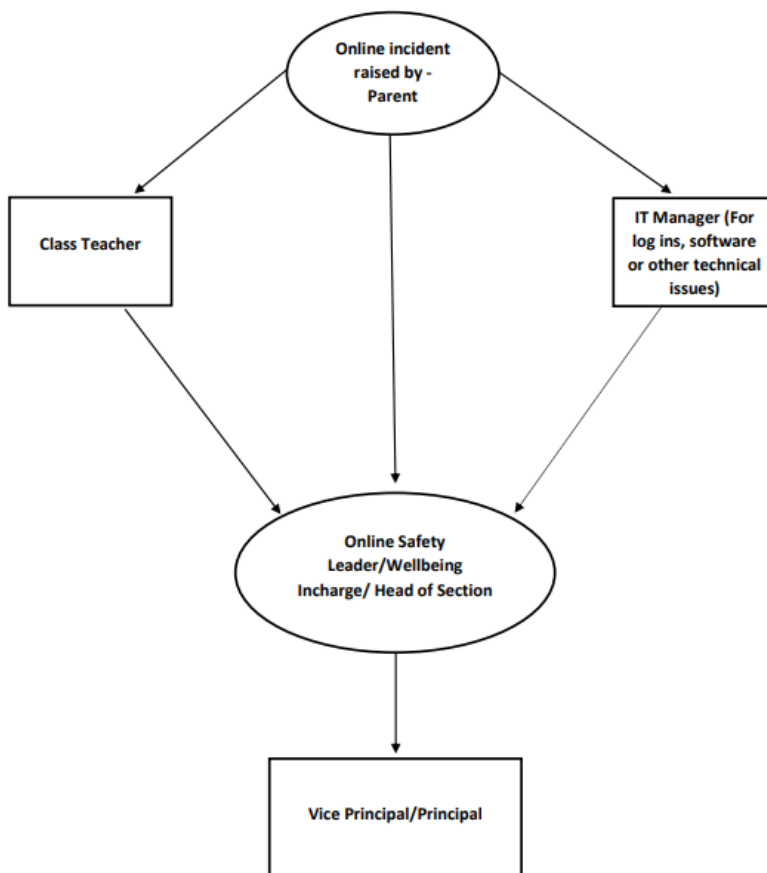 Online incident
raised by -
Parent
Class Teacher
IT Manager (For
log ins, software
or other technical
issues)
Online Safety
Leader/Wellbeing
Incharge/ Head of Section
Vice Principal/Principal